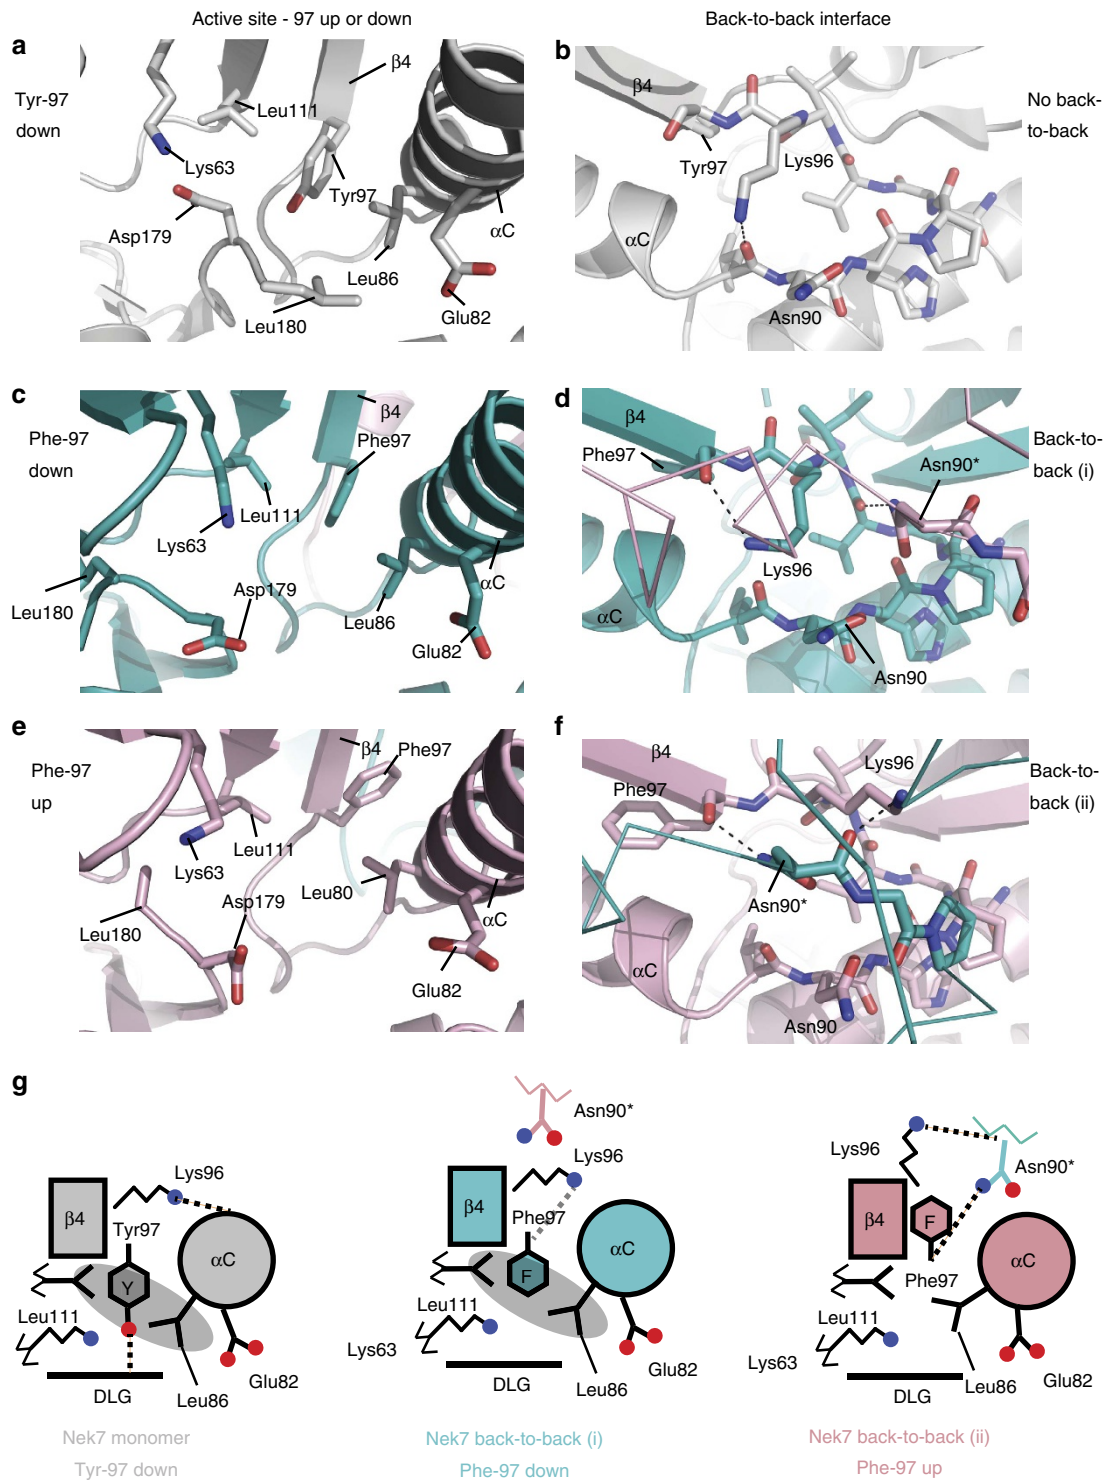 Active site - 97 up or down
Back-to-back interface
a
Tyr-97
down
β4
Leu111
Lys63
Tyr97
Asp179
αC
Leu86
Leu180
Glu82
b
β4
No back-
to-back
Tyr97
Lys96
αC
Asn90
c
Phe-97
down
β4
Phe97
Leu111
Lys63
αC
Asp179
Leu180
Leu86
Glu82
d
β4
Back-to-
back (i)
Phe97
Asn90*
Lys96
αC
Asn90
e
Phe-97
up
β4
Phe97
Leu111
Lys63
Leu80
Asp179
αC
Leu180
Glu82
f
β4
Lys96
Back-to-
back (ii)
Phe97
Asn90*
αC
Asn90
g
Lys96
β4
Tyr97
αC
Y
Leu111
Glu82
DLG
Leu86
Nek7 monomer
Tyr-97 down
Asn90*
Lys96
β4
Phe97
αC
F
Leu111
Lys63
Glu82
DLG
Leu86
Nek7 back-to-back (i)
Phe-97 down
Lys96
Asn90*
β4
F
αC
Phe97
Leu111
Lys63
Glu82
DLG
Leu86
Nek7 back-to-back (ii)
Phe-97 up